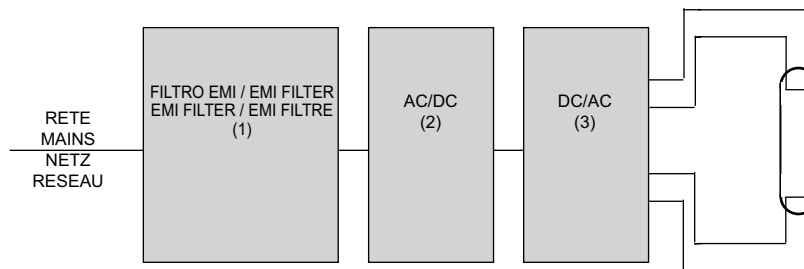 FILTRO EMI / EMI FILTER
EMI FILTER / EMI FILTRE
(1)
AC/DC
(2)
DC/AC
(3)
RETE
MAINS
NETZ
RESEAU